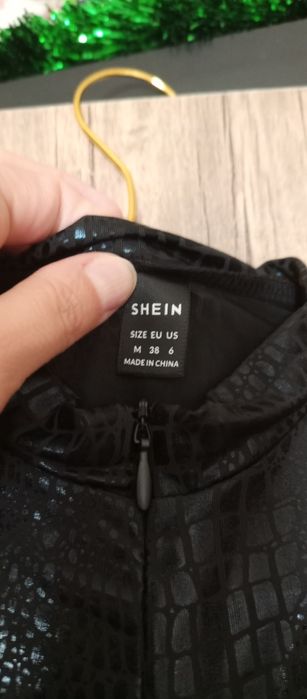 SHEIN
SIZE EU US
M 38 6
MADE IN CHINA